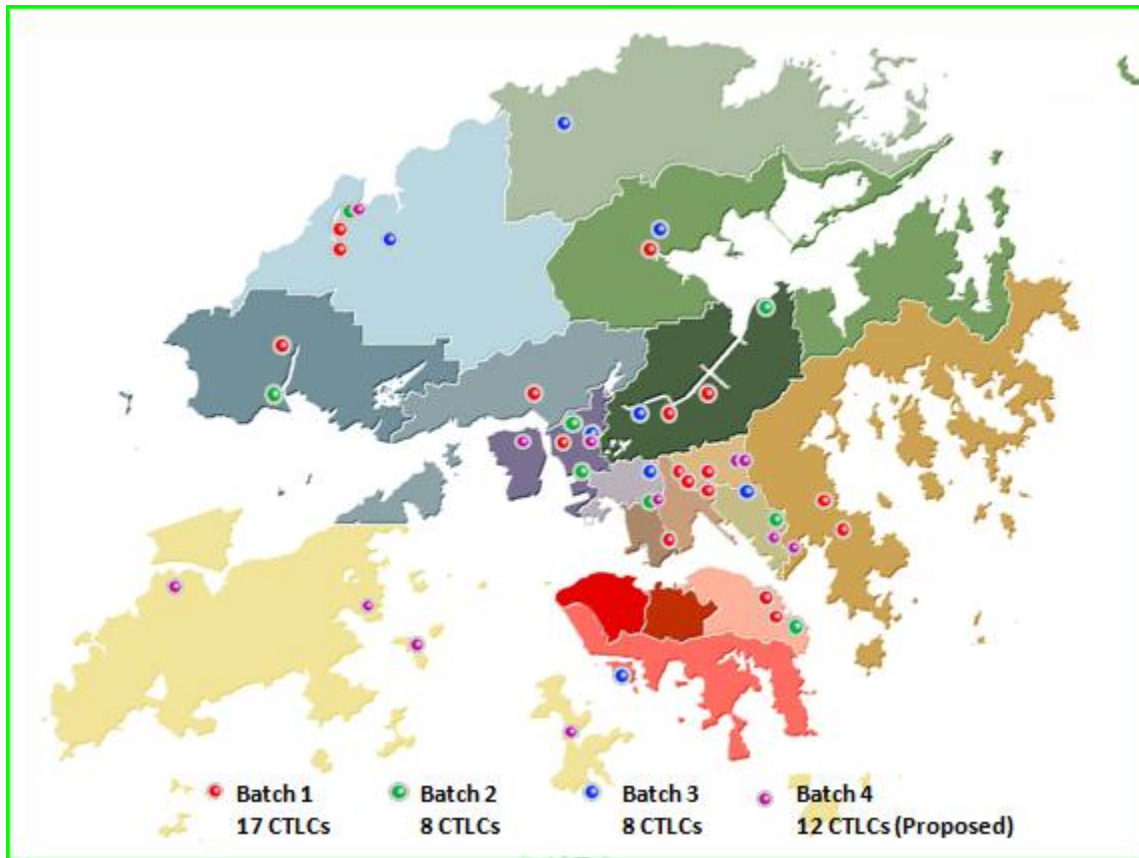 Batch 1
17 CTLCs
Batch 2
8 CTLCs
Batch 3
8 CTLCs
Batch 4
12 CTLCs (Proposed)